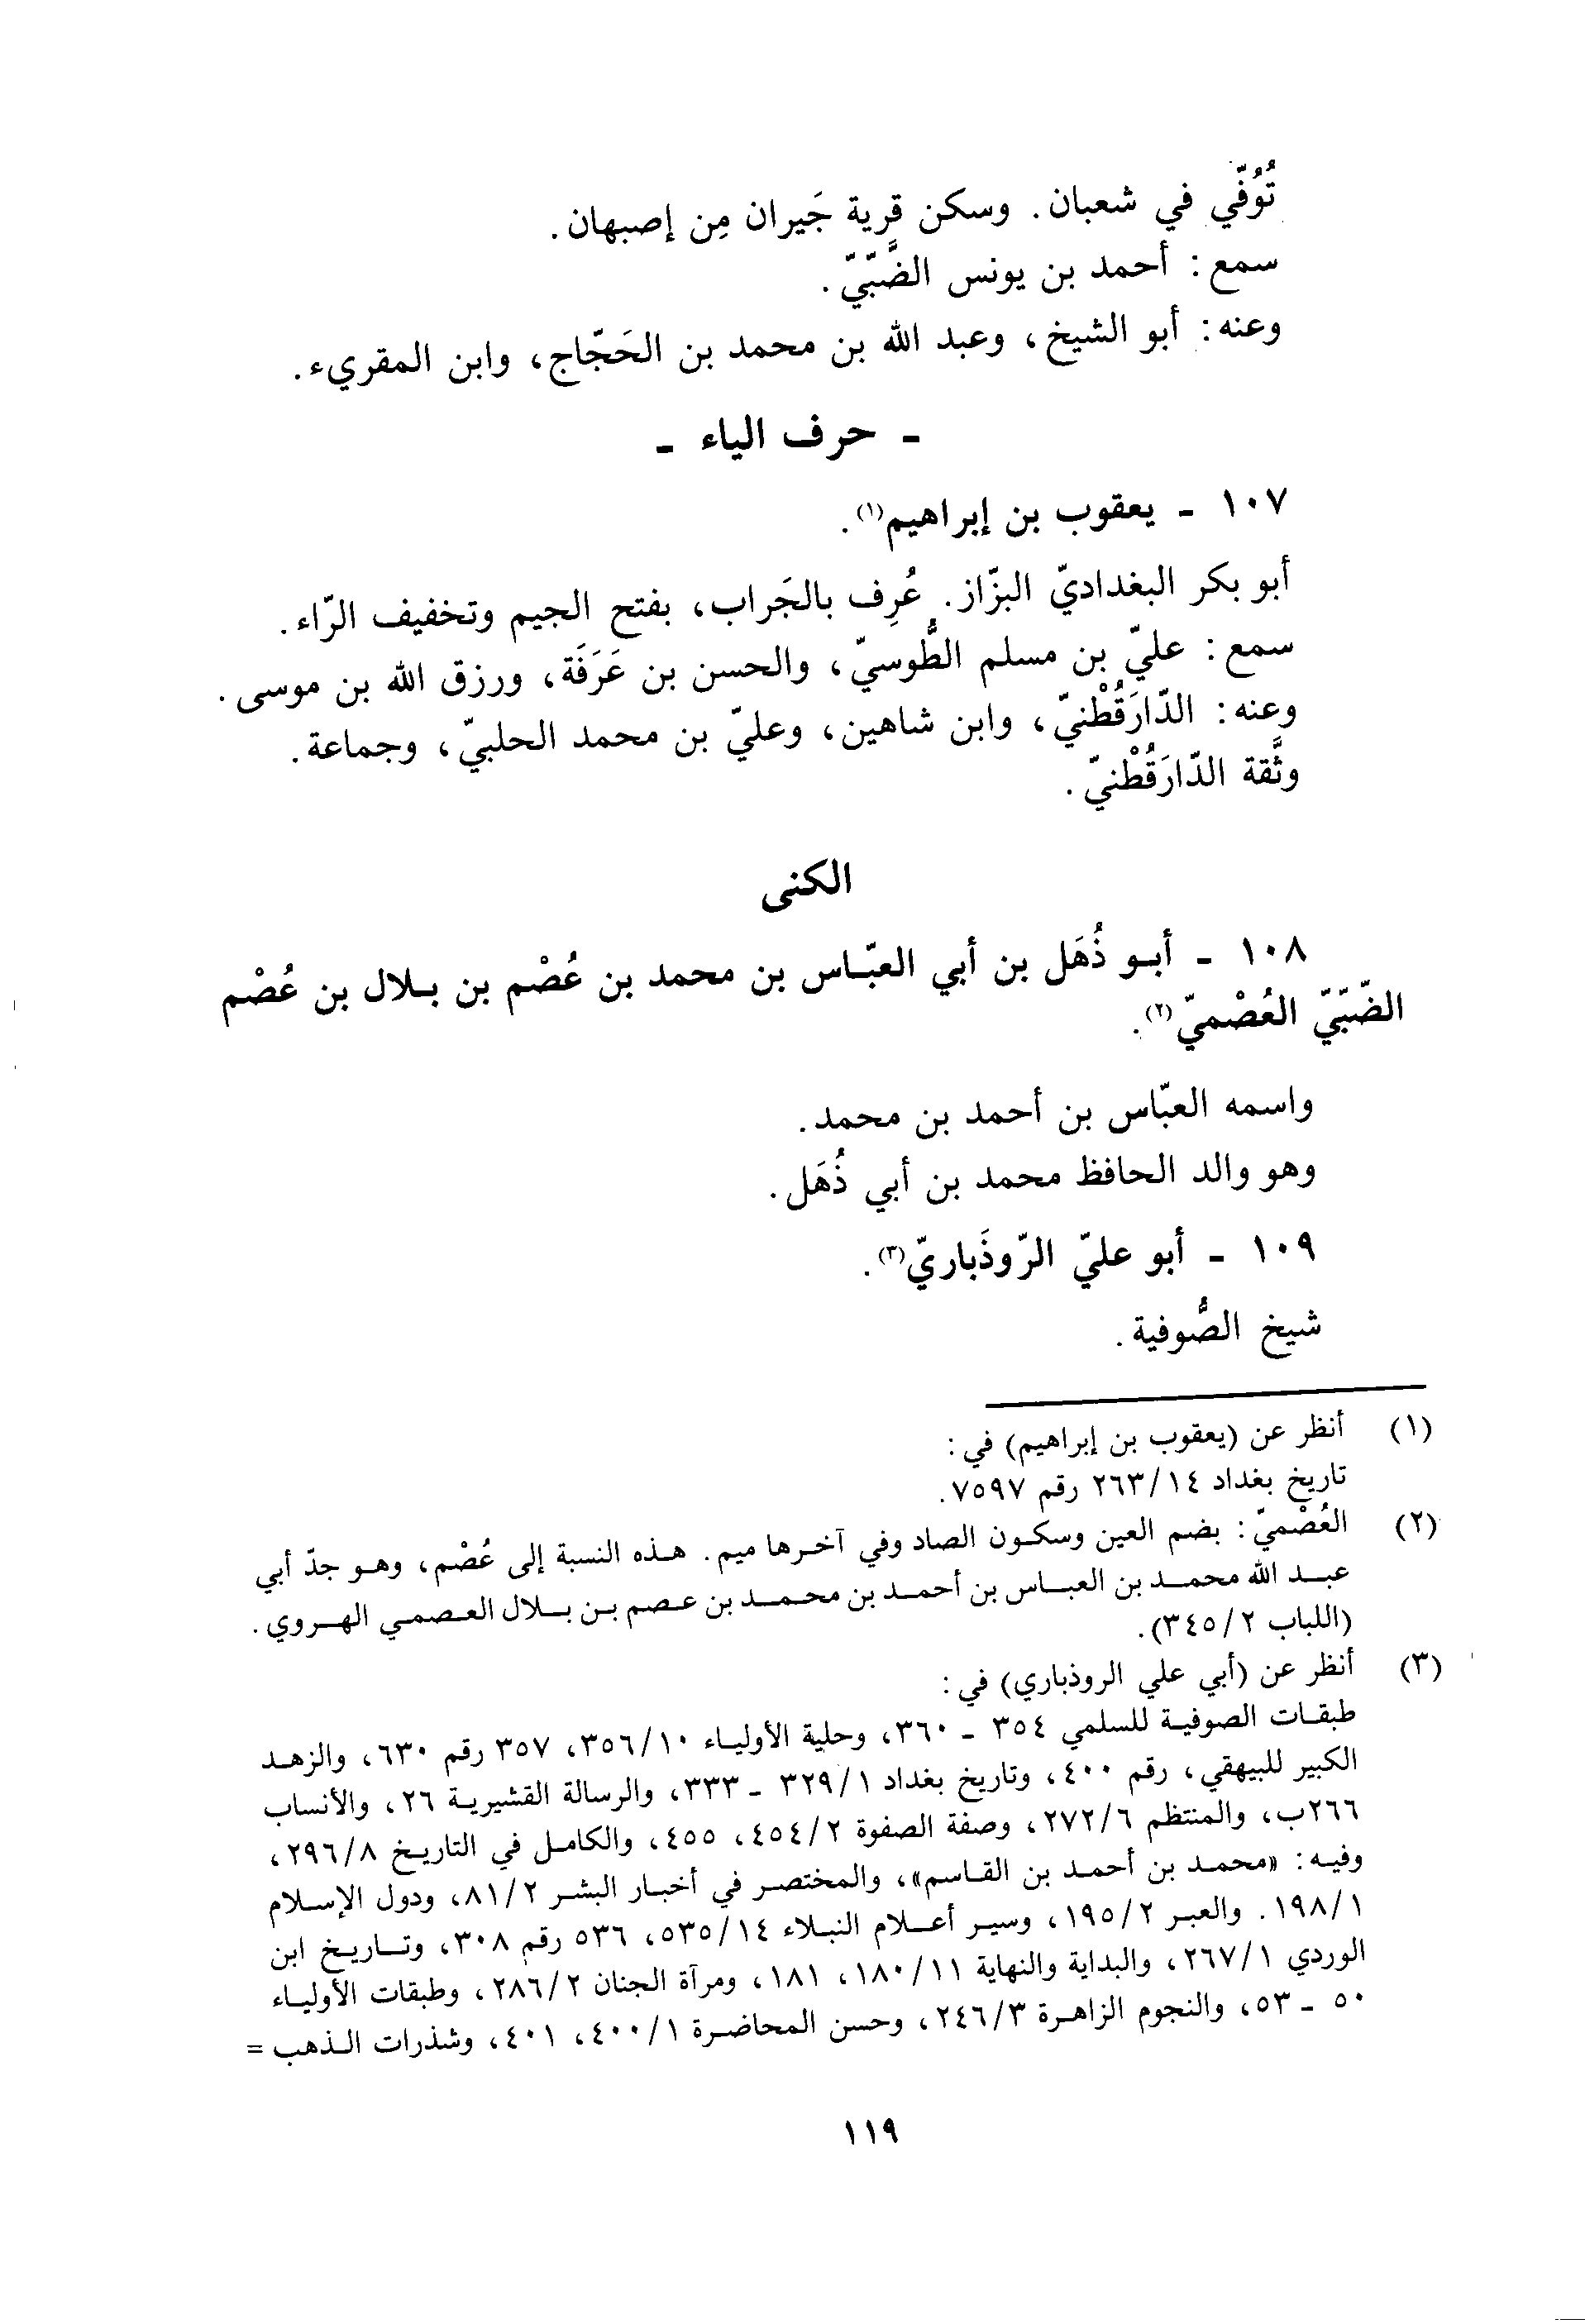 تُوُفّي في شعبان. وسكن قرية جَيران مِن إصبهان.
سمع: أحمد بن يونس الضَّبّيّ.
وعنه: أبو الشيخ، وعبد الله بن محمد بن الحَجّاج، وابن المقريء.
ـ حرف الياء ـ
١٠٧ ـ يعقوب بن إبراهيم(١).
أبو بكر البغداديّ البزّاز. عُرِف بالجَراب، بفتح الجيم وتخفيف الرّاء.
سمع: عليّ بن مسلم الطُّوسيّ، والحسن بن عَرَفَة، ورزق الله بن موسى.
وعنه: الدّارَقُطْنيّ، وابن شاهين، وعليّ بن محمد الحلبيّ، وجماعة.
وثَّقة الدّارَقُطْنيّ.
الكنى
١٠٨ ـ أبو ذُهَل بن أبي العبّاس بن محمد بن عُصْم بن بلال بن عُصْم
الضّبّيّ العُصْميّ(٢).
واسمه العبّاس بن أحمد بن محمد.
وهو والد الحافظ محمد بن أبي ذُهَل.
١٠٩ ـ أبو عليّ الرّوذَباريّ(٣).
شيخ الصُّوفية.
(١) أنظر عن (يعقوب بن إبراهيم) في:
تاريخ بغداد ٢٦٣/١٤ رقم ٧٥٩٧.
(٢) العُصْميّ: بضم العين وسكون الصاد وفي آخرها ميم. هذه النسبة إلى عُصْم، وهو جدّ أبي
عبد الله محمد بن العباس بن أحمد بن محمد بن عصم بن بلال العصمي الهروي.
(اللباب ٣٤٥/٢).
(٣) أنظر عن (أبي علي الروذباري) في:
طبقات الصوفية للسلمي ٣٥٤ ـ ٣٦٠، وحلية الأولياء ٣٥٦/١٠، ٣٥٧ رقم ٦٣٠، والزهد
الكبير للبيهقي، رقم ٤٠٠، وتاريخ بغداد ٣٢٩/١ ـ ٣٣٣، والرسالة القشيرية ٢٦، والأنساب
٢٦٦ب، والمنتظم ٢٧٢/٦، وصفة الصفوة ٤٥٤/٢، ٤٥٥، والكامل في التاريخ ٢٩٦/٨،
وفيه: «محمد بن أحمد بن القاسم»، والمختصر في أخبار البشر ٨١/٢، ودول الإسلام
١٩٨/١. والعبر ١٩٥/٢، وسير أعلام النبلاء ٥٣٥/١٤، ٥٣٦ رقم ٣٠٨، وتاريخ ابن
الوردي ٢٦٧/١، والبداية والنهاية ١٨٠/١١، ١٨١، ومرآة الجنان ٢٨٦/٢، وطبقات الأولياء
٥٠ ـ ٥٣، والنجوم الزاهرة ٢٤٦/٣، وحسن المحاضرة ٤٠٠/١، ٤٠١، وشذرات الذهب =
١١٩